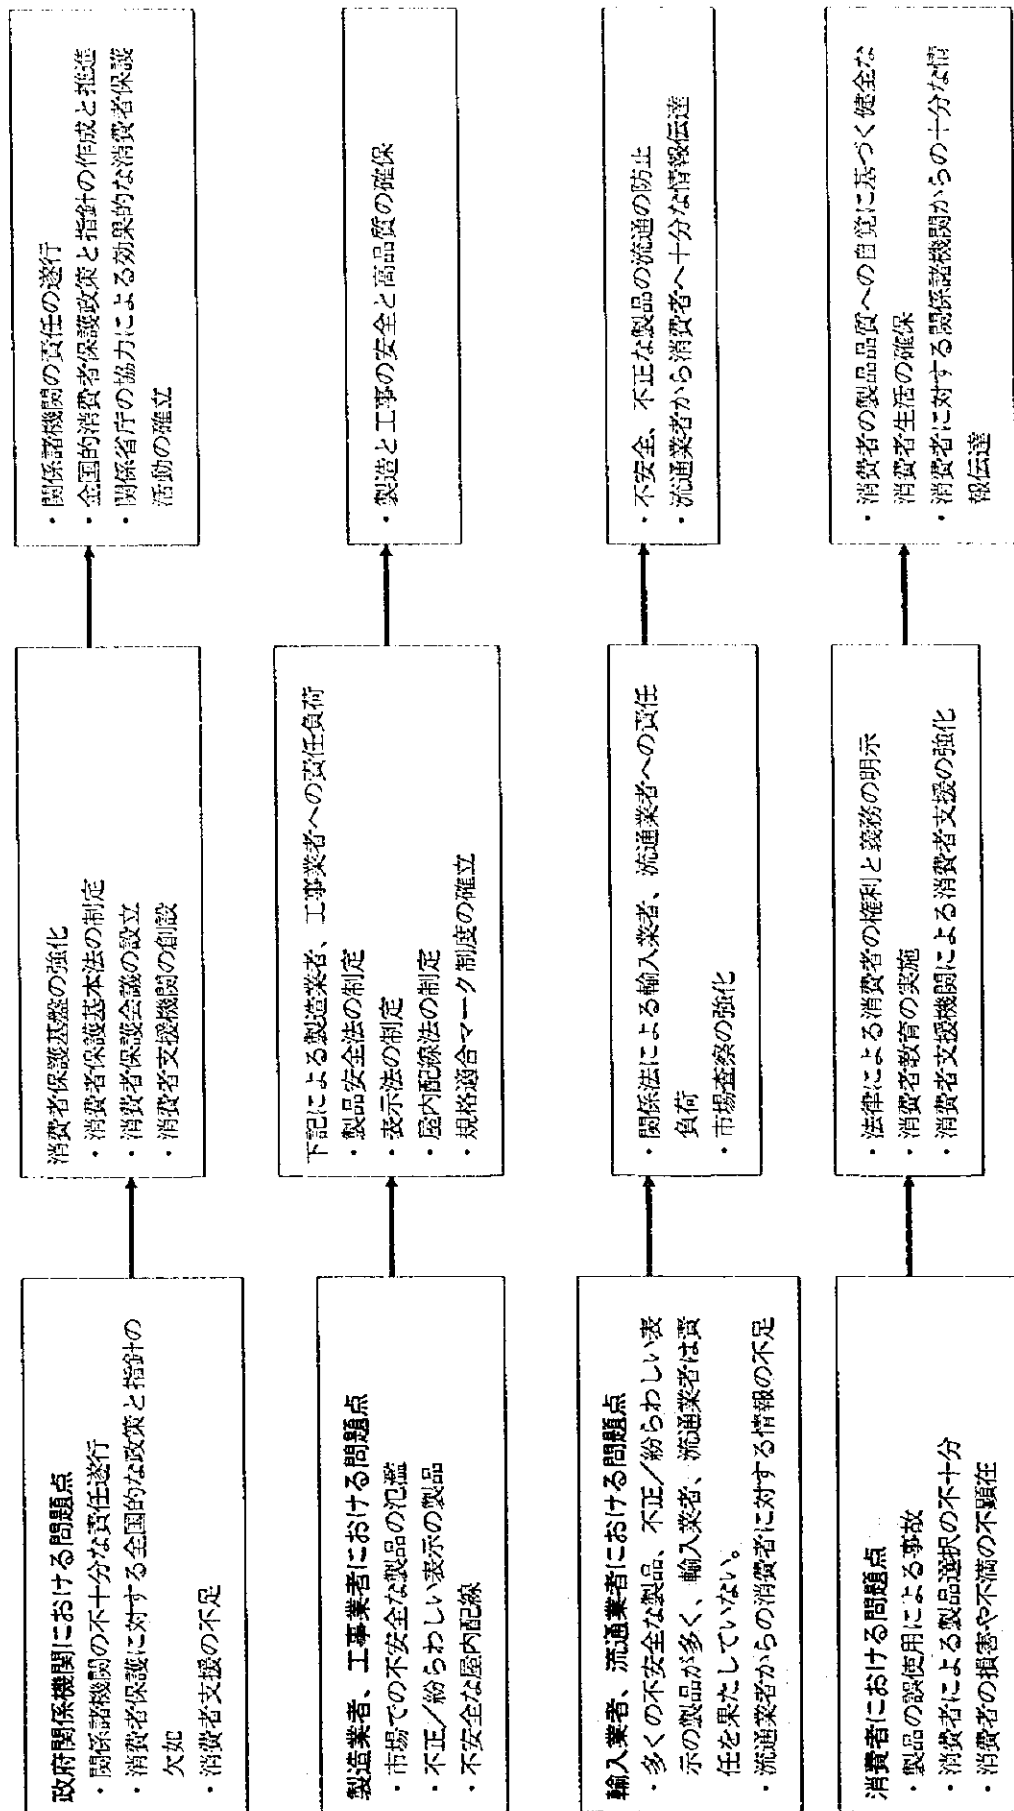 政府関係機関における問題点
・関係諸機関の不十分な責任遂行
・消費者保護に対する全国的な政策と指針の
欠如
・消費者支援の不足
消費者保護基盤の強化
・消費者保護基本法の制定
・消費者保護会議の設立
・消費者支援機関の創設
・関係諸機関の責任の遂行
・全国的消費者保護政策と指針の作成と推進
・関係省庁の協力による効果的な消費者保護
活動の確立
製造業者、工事業者における問題点
・市場での不安全な製品の氾濫
・不正/紛らわしい表示の製品
・不安全な屋内配線
下記による製造業者、工事業者への責任負荷
・製品安全法の制定
・表示法の制定
・屋内配線法の制定
・規格適合マーク制度の確立
・製造と工事の安全と高品質の確保
輸入業者、流通業者における問題点
・多くの不安全な製品、不正/紛らわしい表
示の製品が多く、輸入業者、流通業者は責
任を果たしていない。
・流通業者からの消費者に対する情報の不足
・関係法による輸入業者、流通業者への責任
負荷
・市場査察の強化
・不安全、不正な製品の流通の防止
・流通業者から消費者へ十分な情報伝達
消費者における問題点
・製品の誤使用による事故
・消費者による製品選択の不十分
・消費者の損害や不満の不顕在
・法律による消費者の権利と義務の明示
・消費者教育の実施
・消費者支援機関による消費者支援の強化
・消費者の製品品質への自覚に基づく健全な
消費者生活の確保
・消費者に対する関係諸機関からの十分な情
報伝達